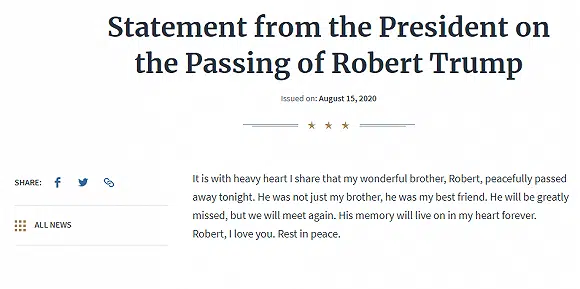 Statement from the President on
the Passing of Robert Trump
Issued on: August 15, 2020
SHARE:
ALL NEWS
It is with heavy heart I share that my wonderful brother, Robert, peacefully passed
away tonight. He was not just my brother, he was my best friend. He will be greatly
missed, but we will meet again. His memory will live on in my heart forever.
Robert, I love you. Rest in peace.